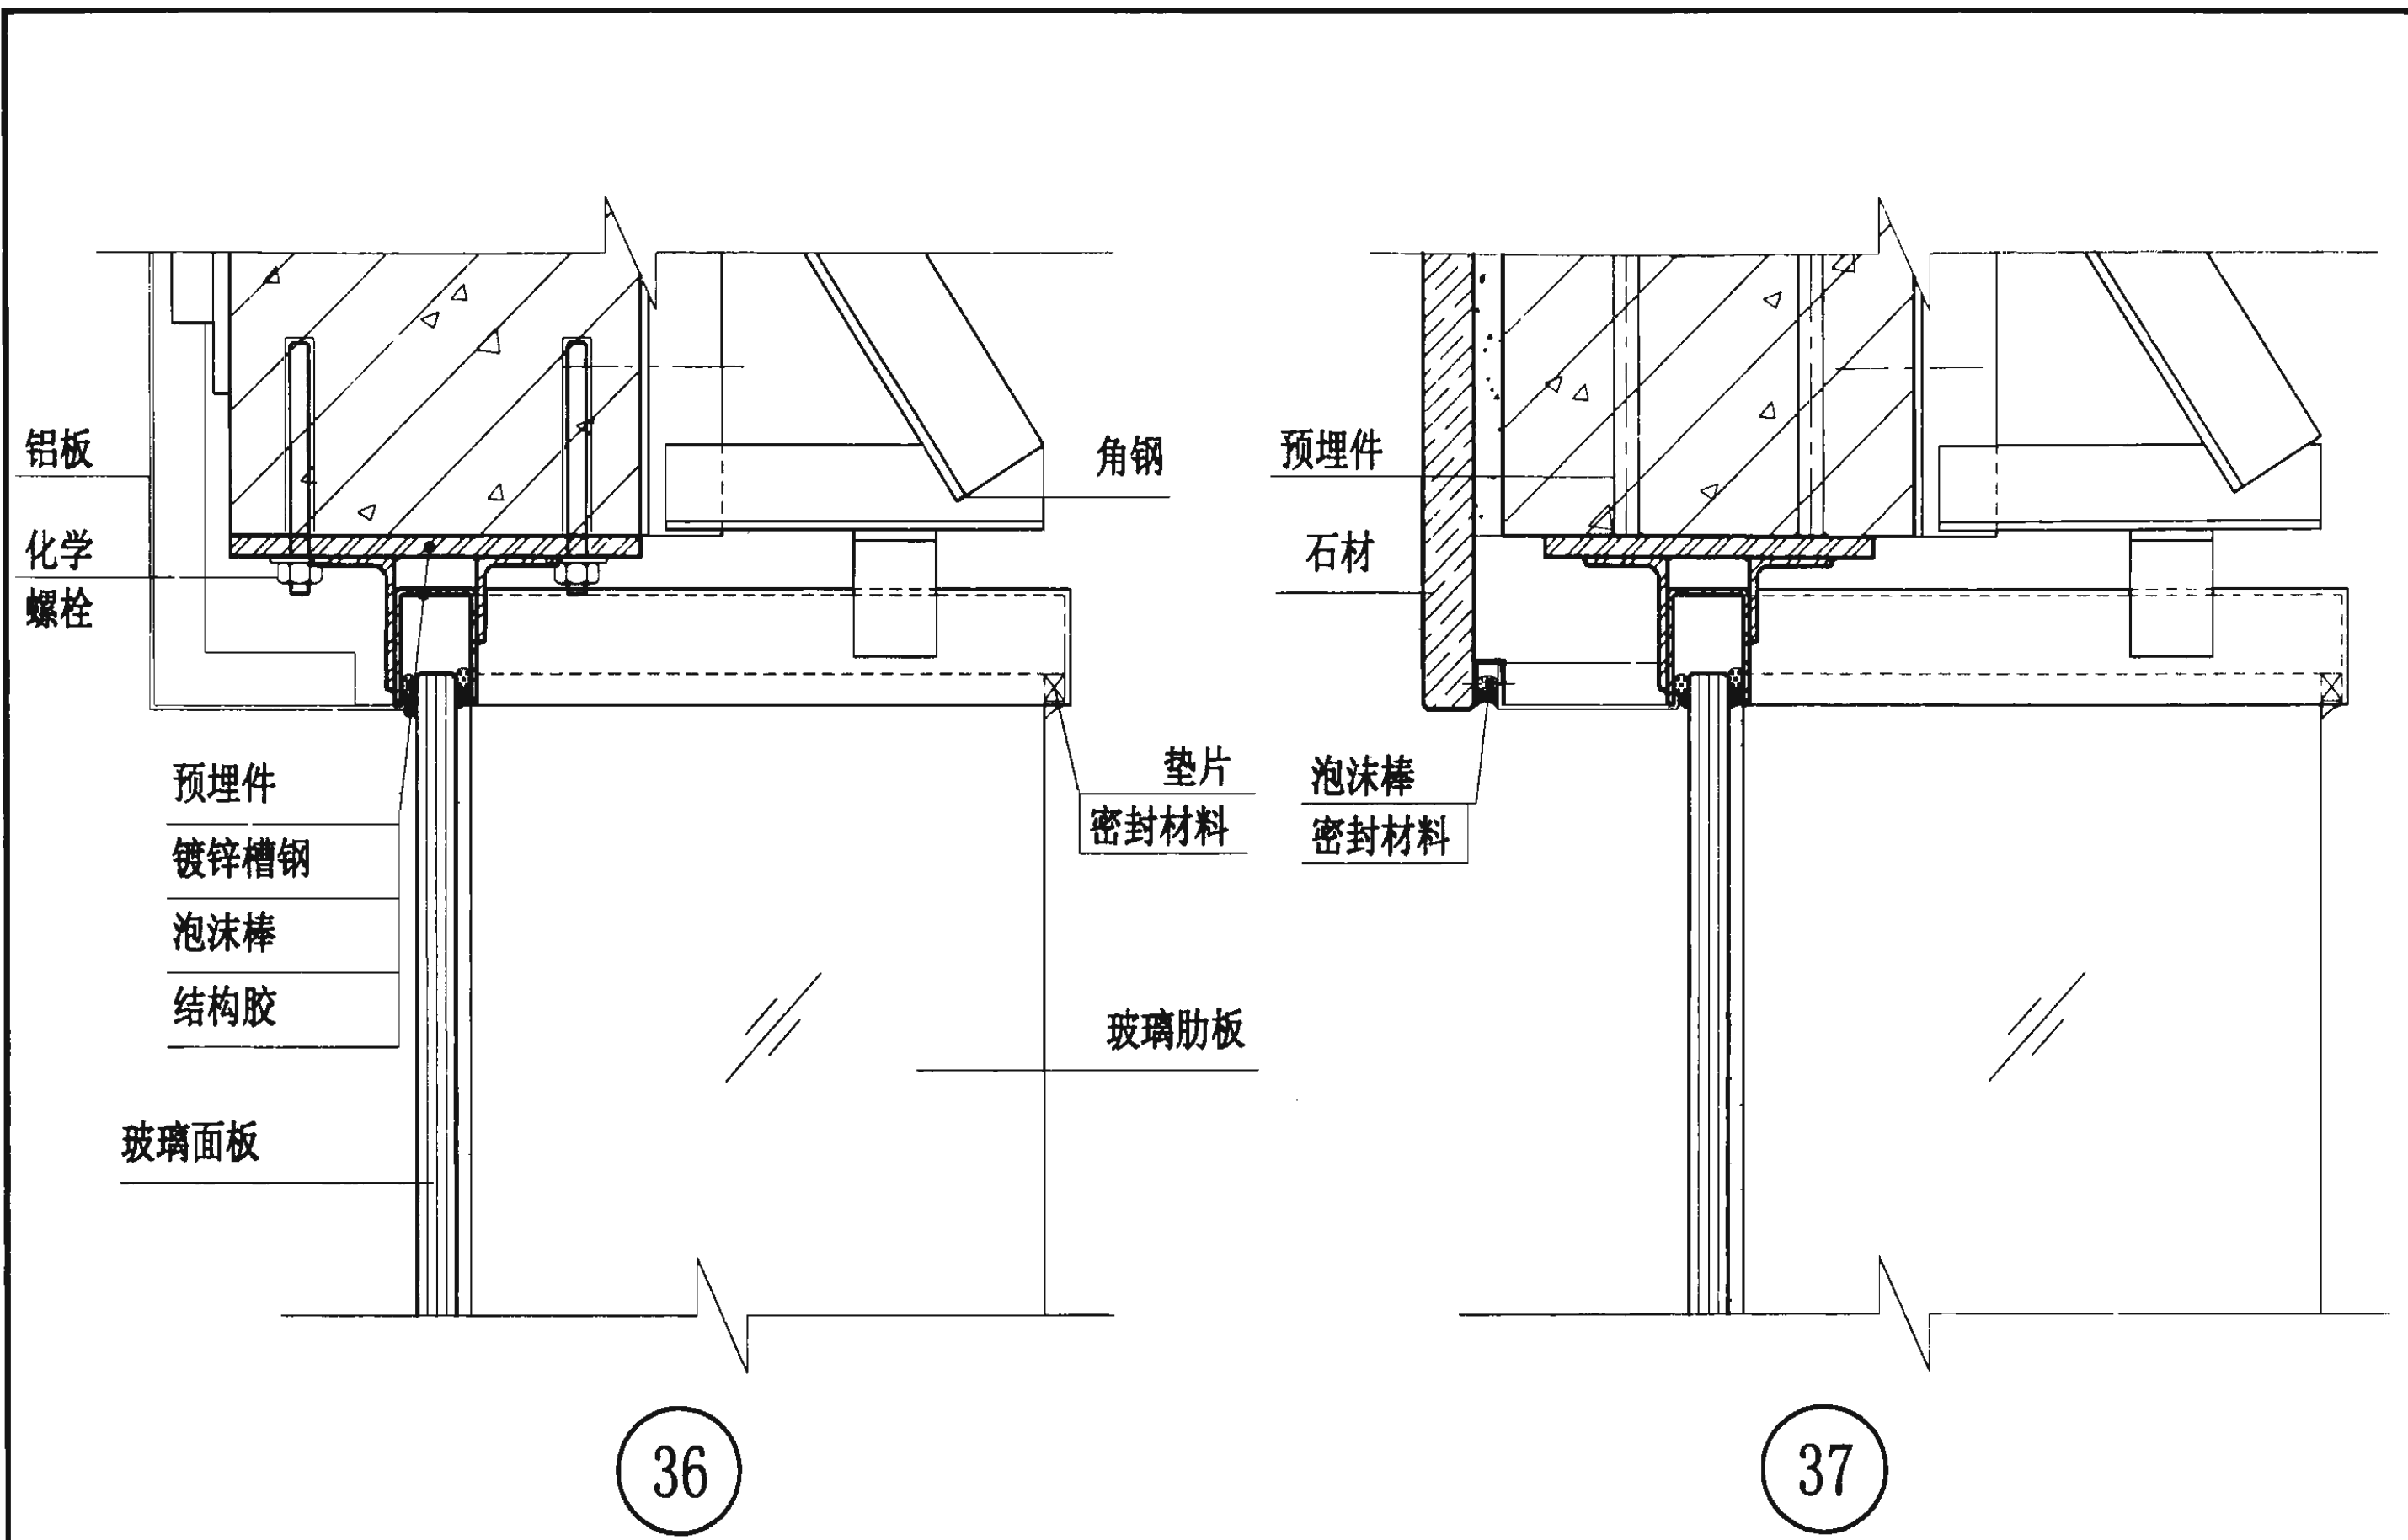 铝板
化学
螺栓
角钢
预埋件
镀锌槽钢
泡沫棒
结构胶
垫片
密封材料
玻璃肋板
玻璃面板
36
预埋件
石材
泡沫棒
密封材料
37